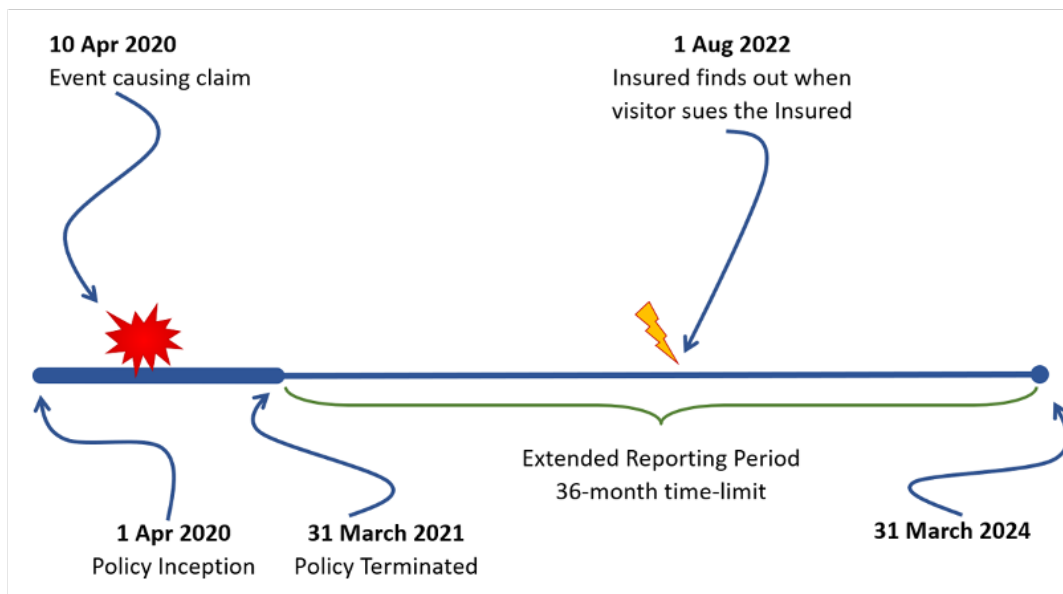 10 Apr 2020
Event causing claim
1 Aug 2022
Insured finds out when
visitor sues the Insured
Extended Reporting Period
36-month time-limit
1 Apr 2020
Policy Inception
31 March 2021
Policy Terminated
31 March 2024